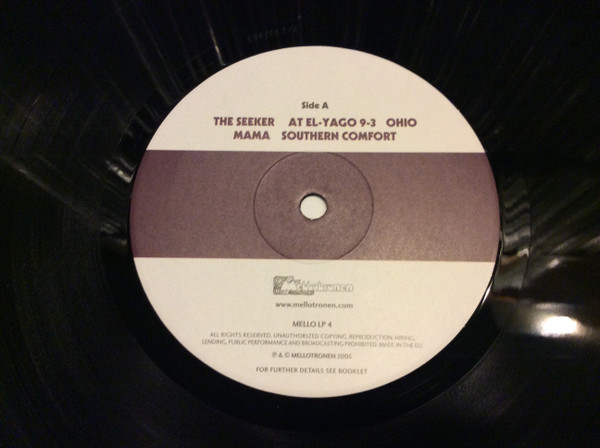 Side A
THE SEEKER AT EL-YAGO 9-3 OHIO
MAMA SOUTHERN COMFORT
Mellotronen
www.mellotronen.com
MELLO LP 4
ALL RIGHTS RESERVED. UNAUTHORIZED COPYING, REPRODUCTION, HIRING,
LENDING, PUBLIC PERFORMANCE AND BROADCASTING PROHIBITED. MADE IN THE EU
℗ & © MELLOTRONEN 2005
FOR FURTHER DETAILS SEE BOOKLET